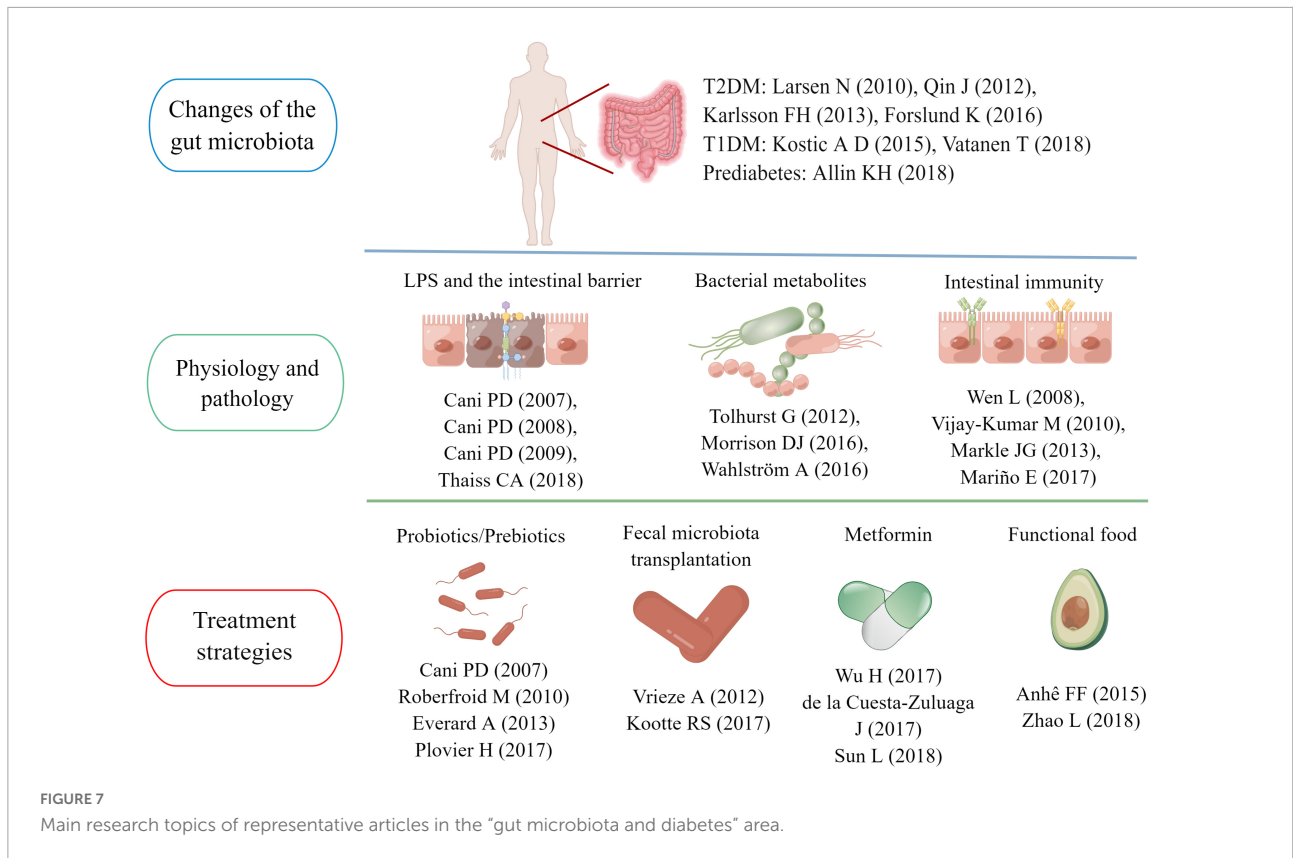 Changes of the
gut microbiota
T2DM: Larsen N (2010), Qin J (2012),
Karlsson FH (2013), Forslund K (2016)
T1DM: Kostic A D (2015), Vatanen T (2018)
Prediabetes: Allin KH (2018)
Physiology and
pathology
LPS and the intestinal barrier
Cani PD (2007),
Cani PD (2008),
Cani PD (2009),
Thaiss CA (2018)
Bacterial metabolites
Tolhurst G (2012),
Morrison DJ (2016),
Wahlström A (2016)
Intestinal immunity
Wen L (2008),
Vijay-Kumar M (2010),
Markle JG (2013),
Mariño E (2017)
Treatment
strategies
Probiotics/Prebiotics
Cani PD (2007)
Roberfroid M (2010)
Everard A (2013)
Plovier H (2017)
Fecal microbiota
transplantation
Vrieze A (2012)
Kootte RS (2017)
Metformin
Wu H (2017)
de la Cuesta-Zuluaga
J (2017)
Sun L (2018)
Functional food
Anhê FF (2015)
Zhao L (2018)
FIGURE 7
Main research topics of representative articles in the "gut microbiota and diabetes" area.